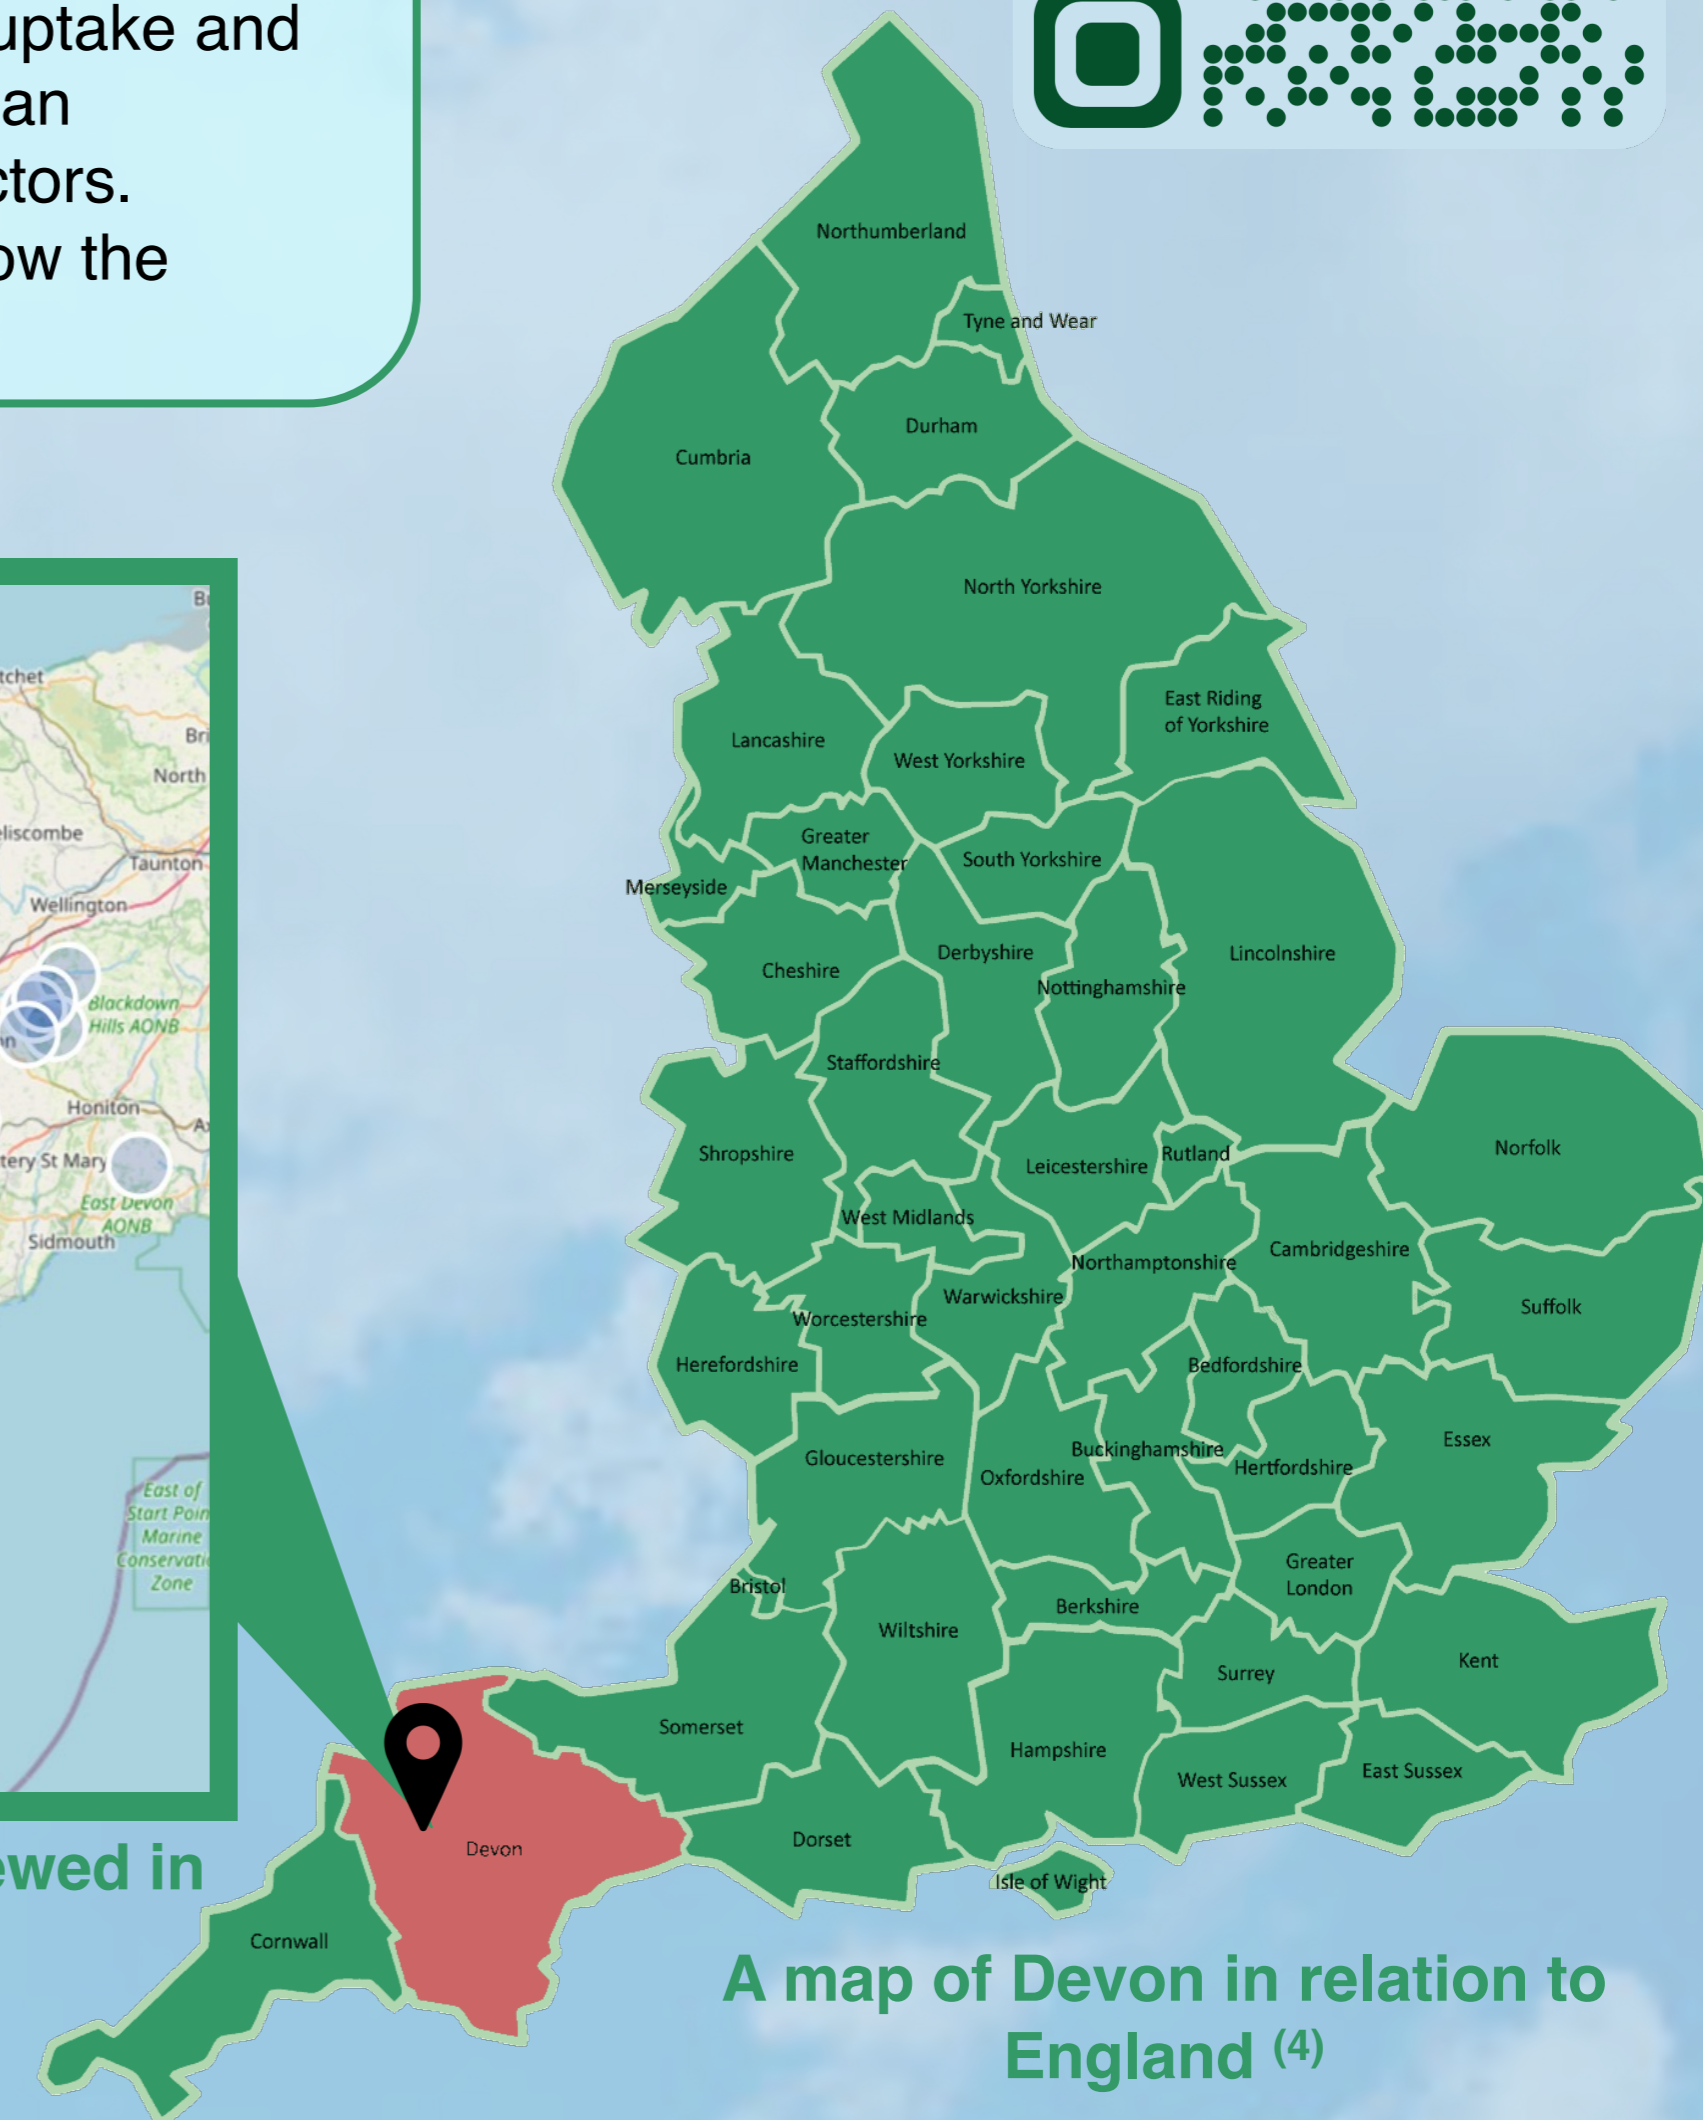 uptake and
an
ctors.
ow the
Northumberland
Tyne and Wear
Durham
Cumbria
North Yorkshire
East Riding
of Yorkshire
Lancashire
West Yorkshire
Greater
Manchester
South Yorkshire
Merseyside
Derbyshire
Lincolnshire
Cheshire
Nottinghamshire
Staffordshire
Shropshire
Leicestershire
Rutland
Norfolk
West Midlands
Northamptonshire
Cambridgeshire
Warwickshire
Suffolk
Worcestershire
Herefordshire
Bedfordshire
Essex
Gloucestershire
Buckinghamshire
Hertfordshire
Oxfordshire
Greater
London
Bristol
Berkshire
Wiltshire
Kent
Surrey
Somerset
Hampshire
West Sussex
East Sussex
Dorset
Devon
Isle of Wight
Cornwall
tchet
Bri
North
eliscombe
Taunton
Wellington
Blackdown
Hills AONB
Honiton
tery St Mary
East Devon
AONB
Sidmouth
East of
Start Poin
Marine
Conservati
Zone
ewed in
A map of Devon in relation to
England (4)